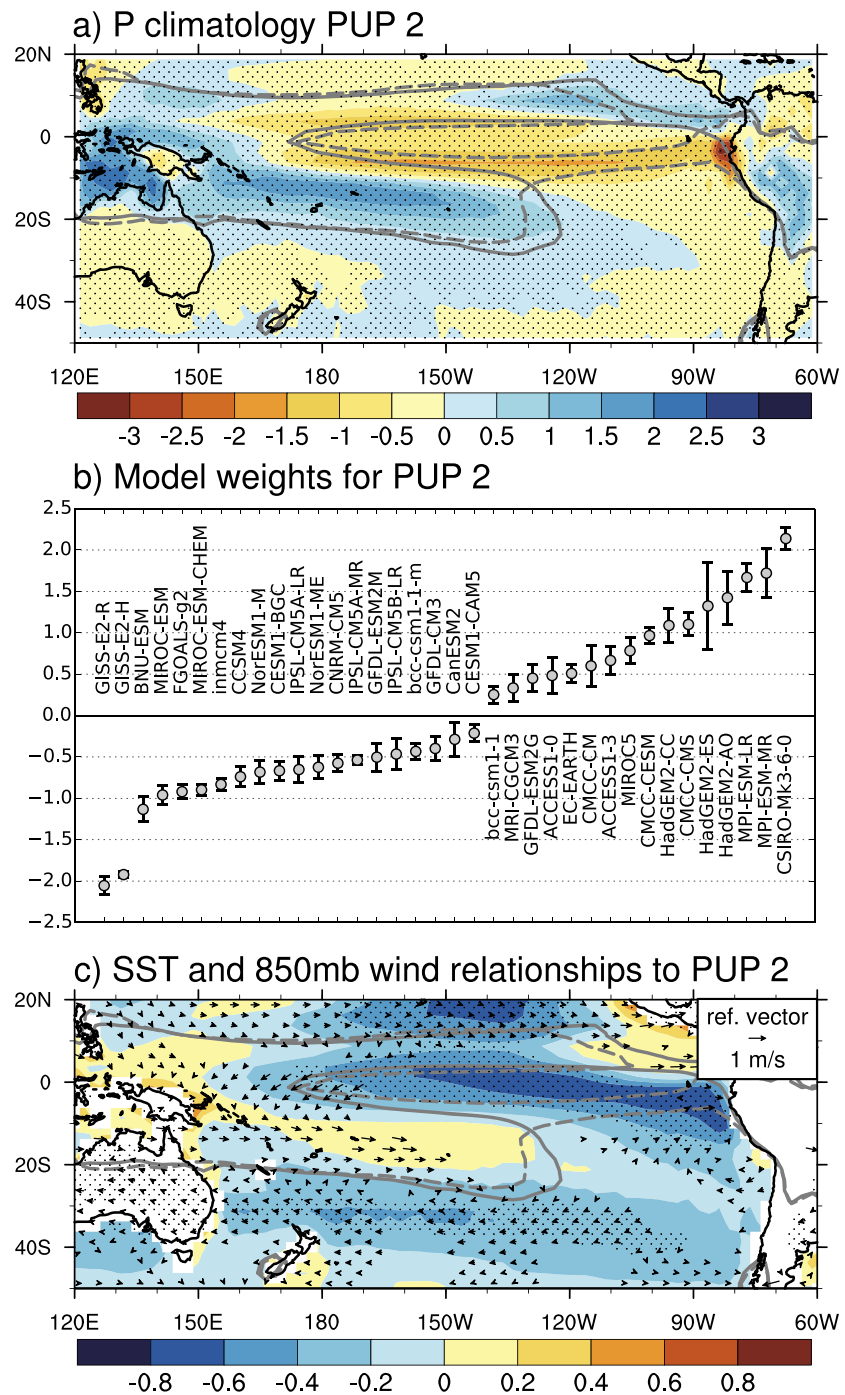 a) P climatology PUP 2
20N
0
20S
40S
120E 150E 180 150W 120W 90W 60W
-3 -2.5 -2 -1.5 -1 -0.5 0 0.5 1 1.5 2 2.5 3
b) Model weights for PUP 2
2.5
2.0
1.5
1.0
0.5
0.0
−0.5
−1.0
−1.5
−2.0
−2.5
GISS-E2-R
GISS-E2-H
BNU-ESM
MIROC-ESM
FGOALS-g2
MIROC-ESM-CHEM
inmcm4
CCSM4
NorESM1-M
CESM1-BGC
IPSL-CM5A-LR
NorESM1-ME
CNRM-CM5
IPSL-CM5A-MR
GFDL-ESM2M
IPSL-CM5B-LR
bcc-csm1-1-m
GFDL-CM3
CanESM2
CESM1-CAM5
bcc-csm1-1
MRI-CGCM3
GFDL-ESM2G
ACCESS1-0
EC-EARTH
CMCC-CM
ACCESS1-3
MIROC5
CMCC-CESM
HadGEM2-CC
CMCC-CMS
HadGEM2-ES
HadGEM2-AO
MPI-ESM-LR
MPI-ESM-MR
CSIRO-Mk3-6-0
c) SST and 850mb wind relationships to PUP 2
20N
0
20S
40S
ref. vector
1 m/s
120E 150E 180 150W 120W 90W 60W
-0.8 -0.6 -0.4 -0.2 0 0.2 0.4 0.6 0.8